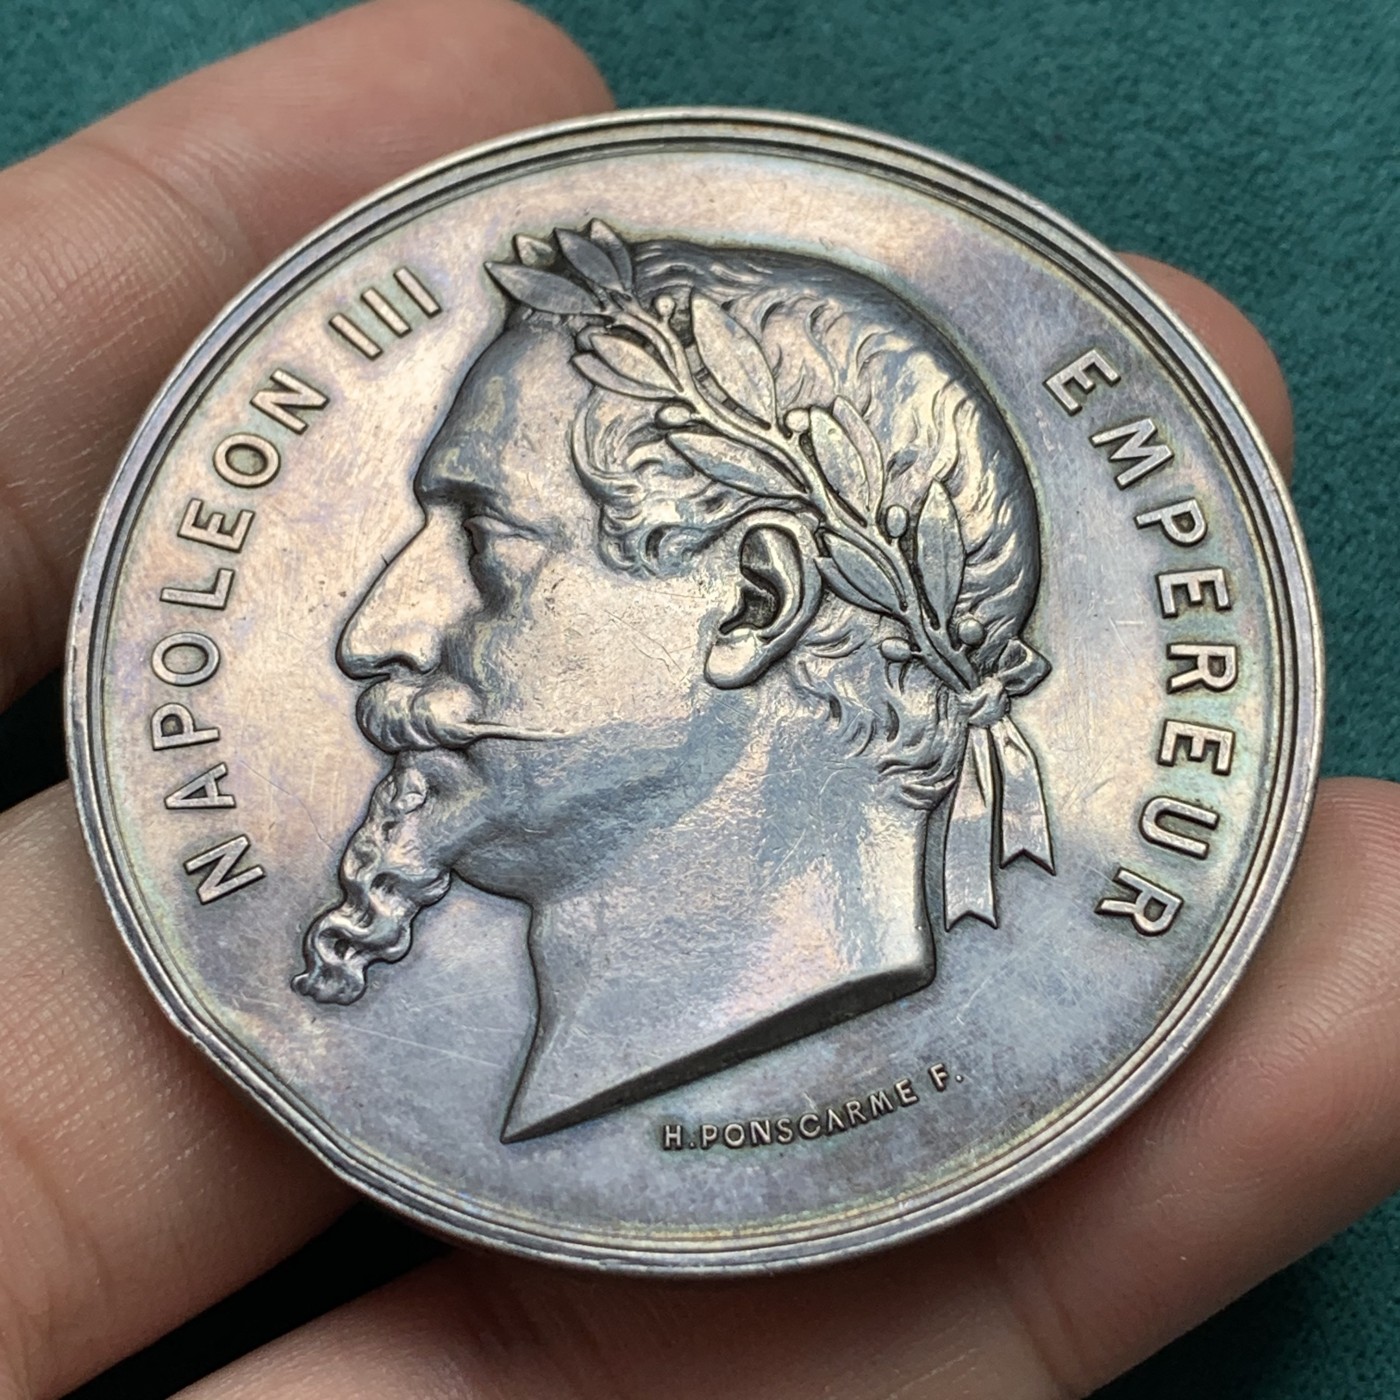 NAPOLEON III
EMPEREUR
H.PONSCARME F.